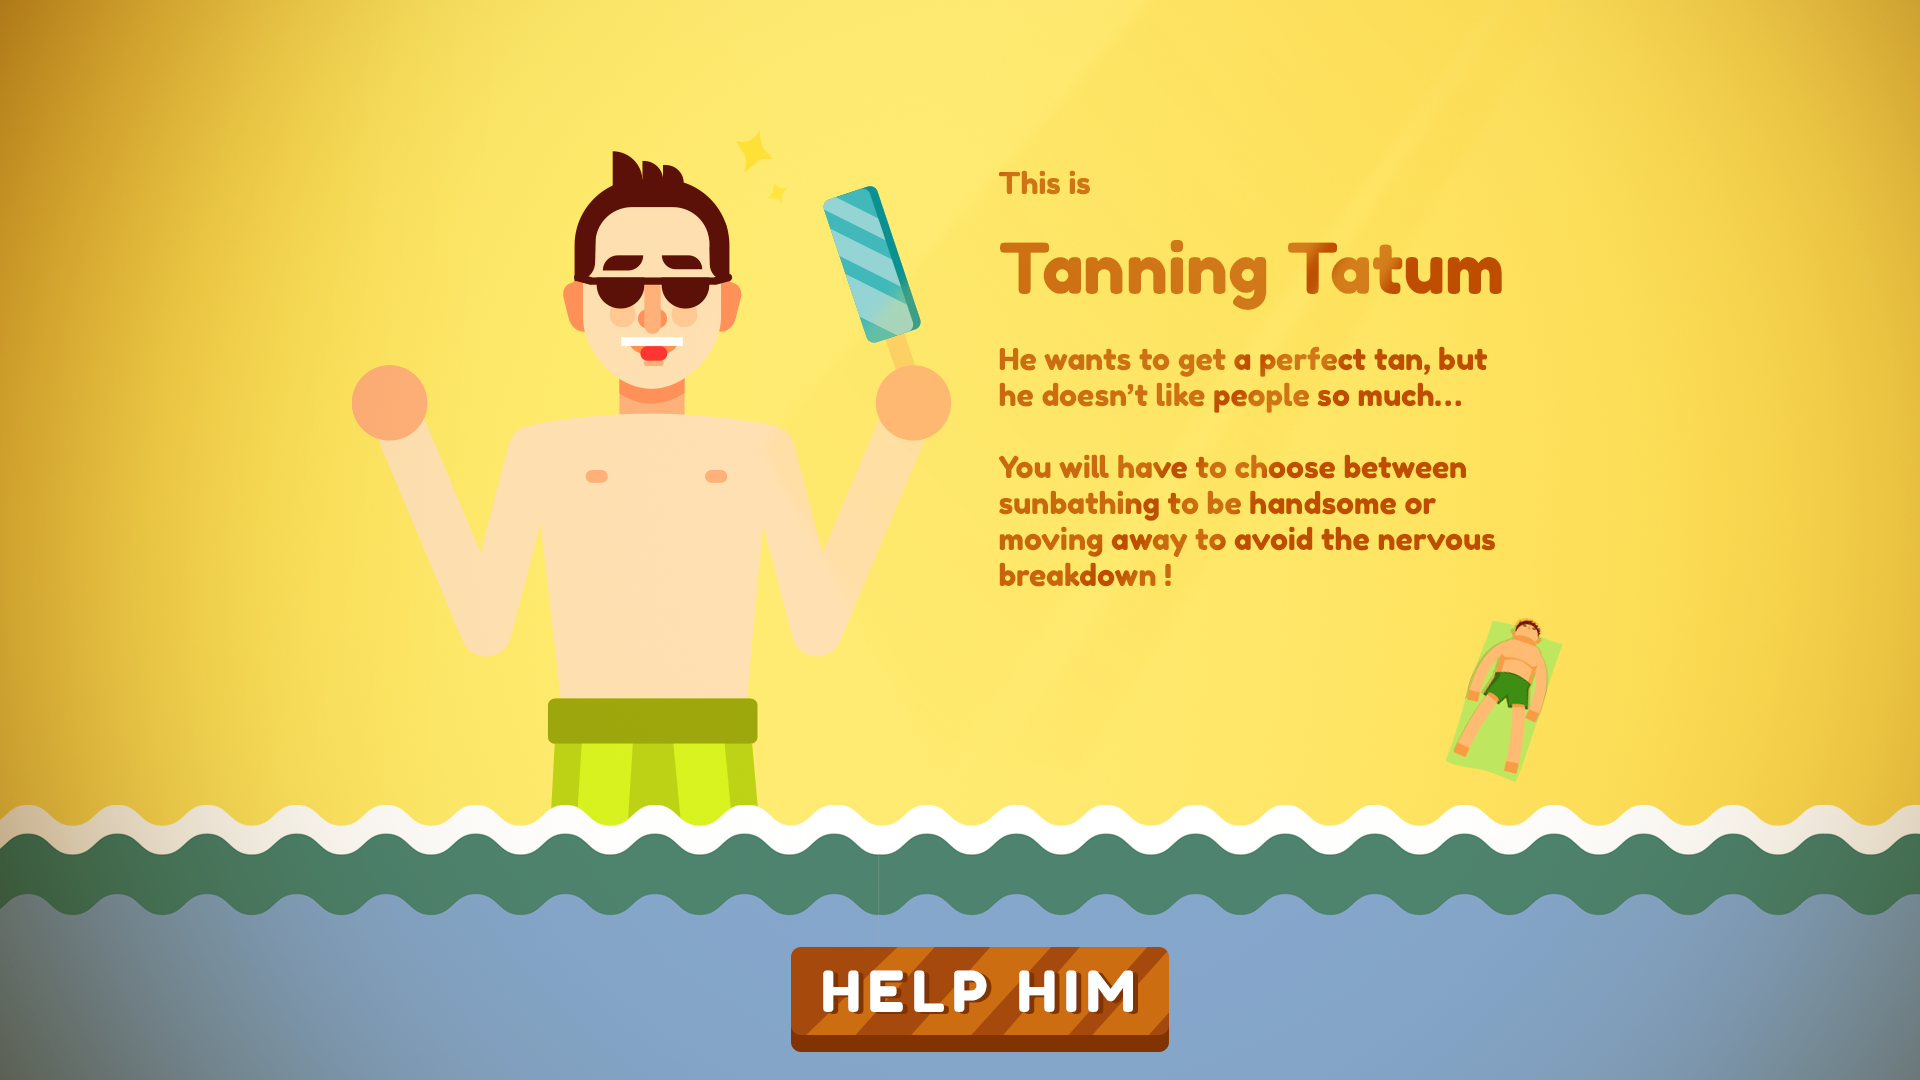 This is
Tanning Tatum
He wants to get a perfect tan, but
he doesn’t like people so much...
You will have to choose between
sunbathing to be handsome or
moving away to avoid the nervous
breakdown !
HELP HIM